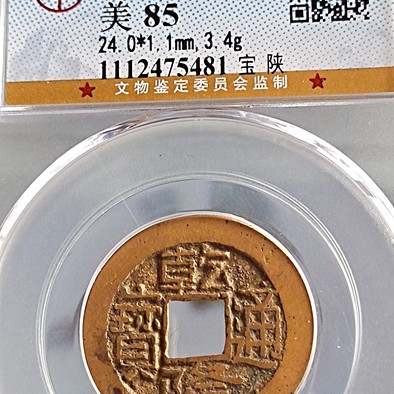 美 85
24.0*1.1mm, 3.4g
1112475481 宝 陕
★ 文物鉴定委员会监制 ★
乾隆通寶